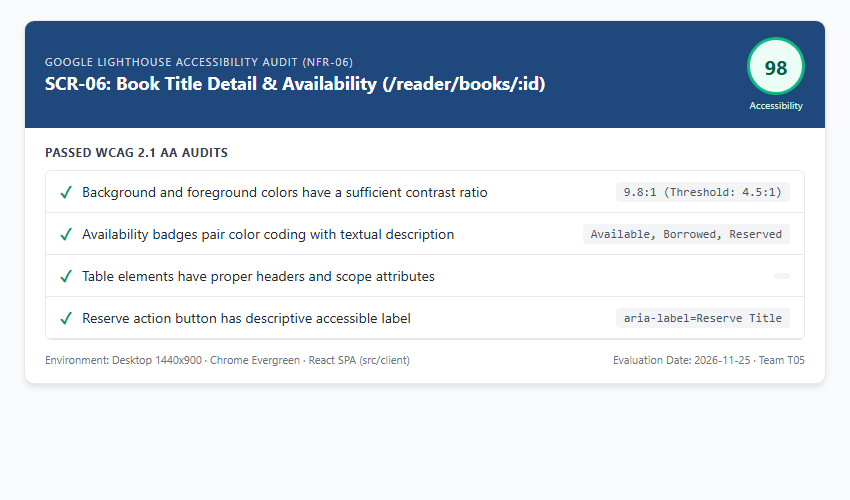 GOOGLE LIGHTHOUSE ACCESSIBILITY AUDIT (NFR-06)
SCR-06: Book Title Detail & Availability (/reader/books/:id)
98
Accessibility
PASSED WCAG 2.1 AA AUDITS
✓ Background and foreground colors have a sufficient contrast ratio 9.8:1 (Threshold: 4.5:1)
✓ Availability badges pair color coding with textual description Available, Borrowed, Reserved
✓ Table elements have proper headers and scope attributes
✓ Reserve action button has descriptive accessible label aria-label=Reserve Title
Environment: Desktop 1440x900 · Chrome Evergreen · React SPA (src/client) Evaluation Date: 2026-11-25 · Team T05